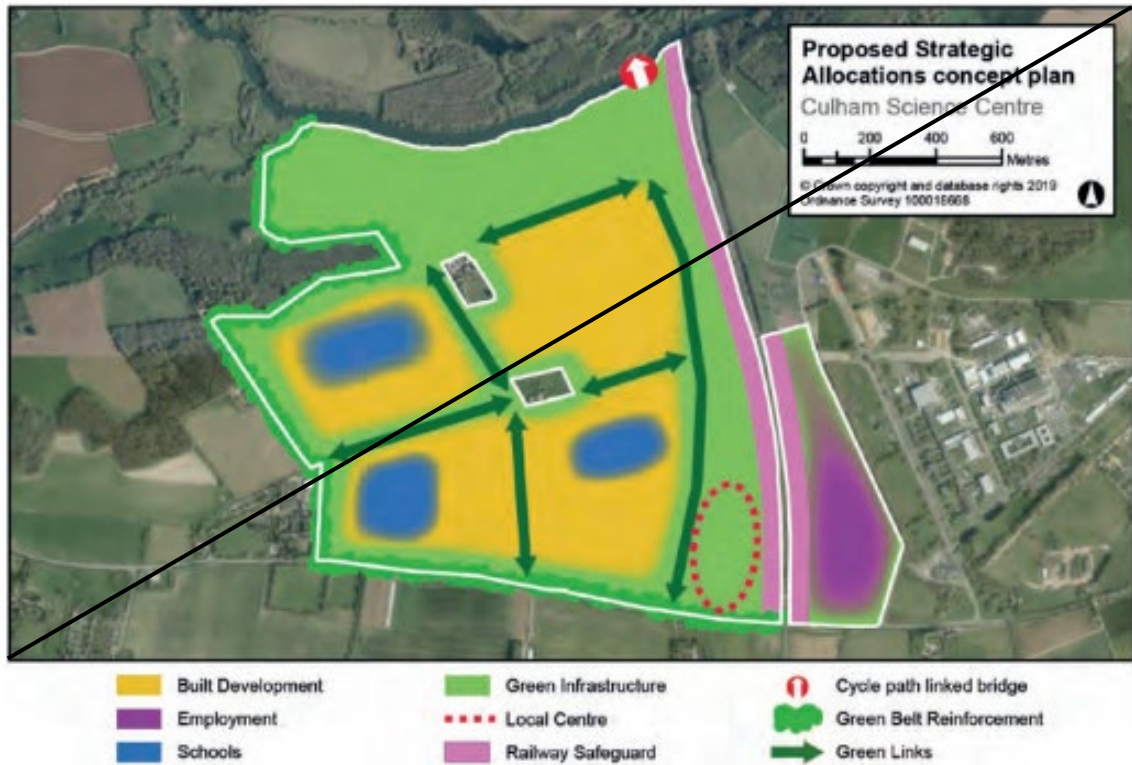 Proposed Strategic
Allocations concept plan
Culham Science Centre
0 200 400 600
Metres
© Crown copyright and database rights 2019
Ordnance Survey 100018668
Built Development
Employment
Schools
Green Infrastructure
Local Centre
Railway Safeguard
Cycle path linked bridge
Green Belt Reinforcement
Green Links